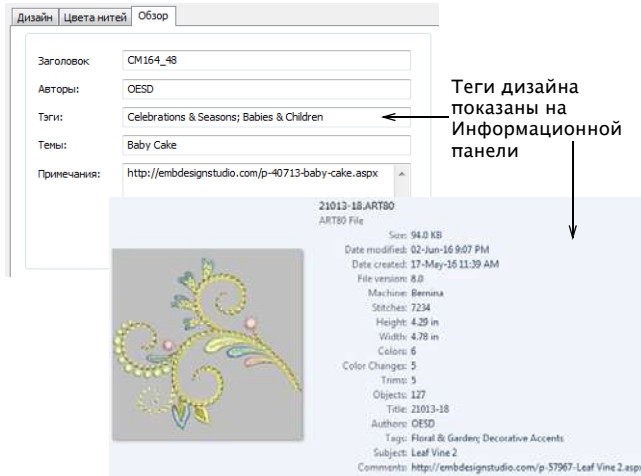 Дизайн Цвета нитей Обзор
Заголовок CM164_48
Авторы: OESD
Тэги: Celebrations & Seasons; Babies & Children
Темы: Baby Cake
Примечания: http://embdesignstudio.com/p-40713-baby-cake.aspx
Теги дизайна
показаны на
Информационной
панели
21013-18.ART80
ART80 File
Size: 94.0 KB
Date modified: 02-Jun-16 9:07 PM
Date created: 17-May-16 11:39 AM
File version: 8.0
Machine: Bernina
Stitches: 7234
Height: 4.29 in
Width: 4.78 in
Colors: 6
Color Changes: 5
Trims: 5
Objects: 127
Title: 21013-18
Authors: OESD
Tags: Floral & Garden; Decorative Accents
Subject: Leaf Vine 2
Comments: http://embdesignstudio.com/p-57967-Leaf Vine 2.aspx